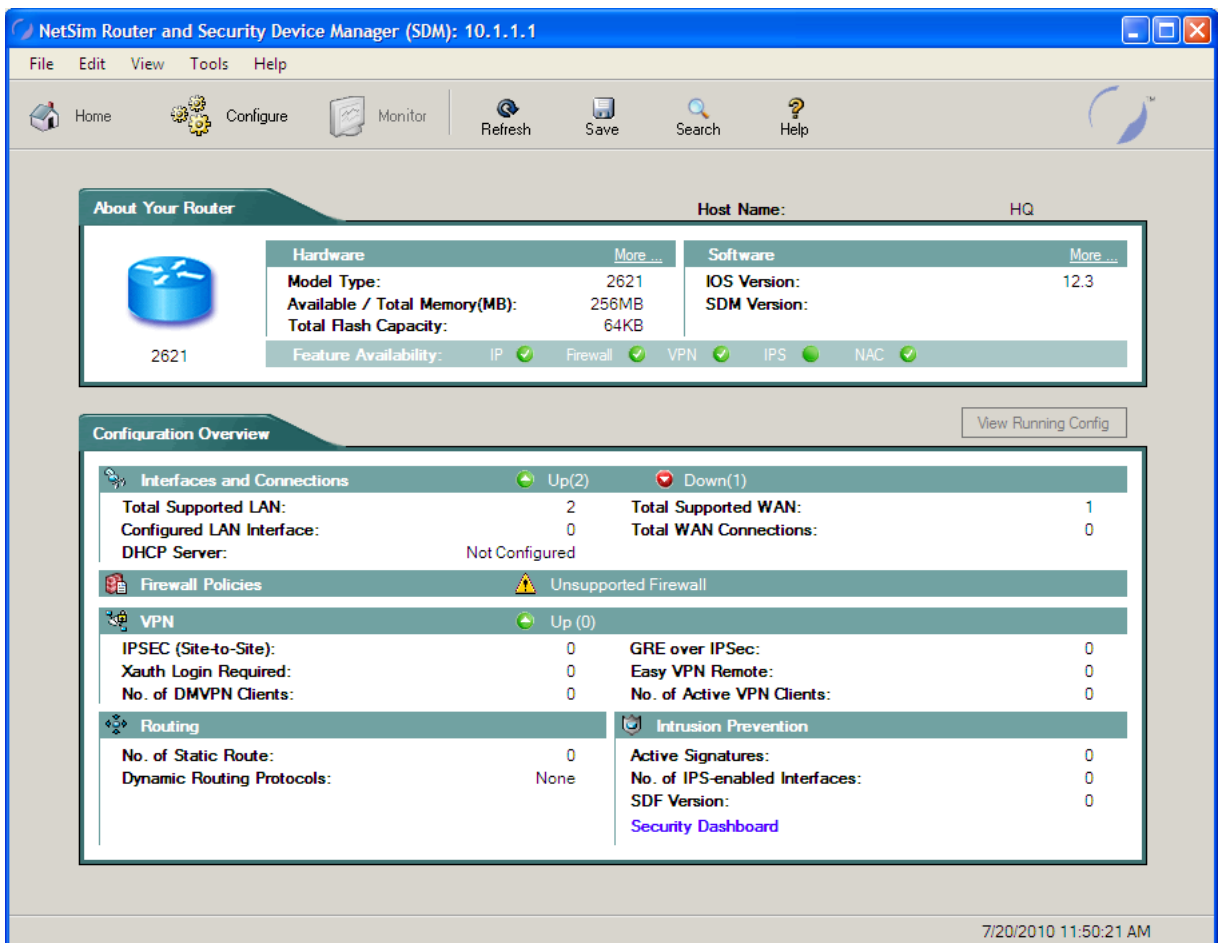 NetSim Router and Security Device Manager (SDM): 10.1.1.1
File Edit View Tools Help
Home Configure Monitor Refresh Save Search Help
TM
About Your Router Host Name: HQ
Hardware More ... Software More ...
Model Type: 2621 IOS Version: 12.3
Available / Total Memory(MB): 256MB SDM Version:
Total Flash Capacity: 64KB
2621 Feature Availability: IP Firewall VPN IPS NAC
View Running Config
Configuration Overview
Interfaces and Connections Up(2) Down(1)
Total Supported LAN: 2 Total Supported WAN: 1
Configured LAN Interface: 0 Total WAN Connections: 0
DHCP Server: Not Configured
Firewall Policies Unsupported Firewall
VPN Up (0)
IPSEC (Site-to-Site): 0 GRE over IPSec: 0
Xauth Login Required: 0 Easy VPN Remote: 0
No. of DMVPN Clients: 0 No. of Active VPN Clients: 0
Routing Intrusion Prevention
No. of Static Route: 0 Active Signatures: 0
Dynamic Routing Protocols: None No. of IPS-enabled Interfaces: 0
SDF Version: 0
Security Dashboard
7/20/2010 11:50:21 AM